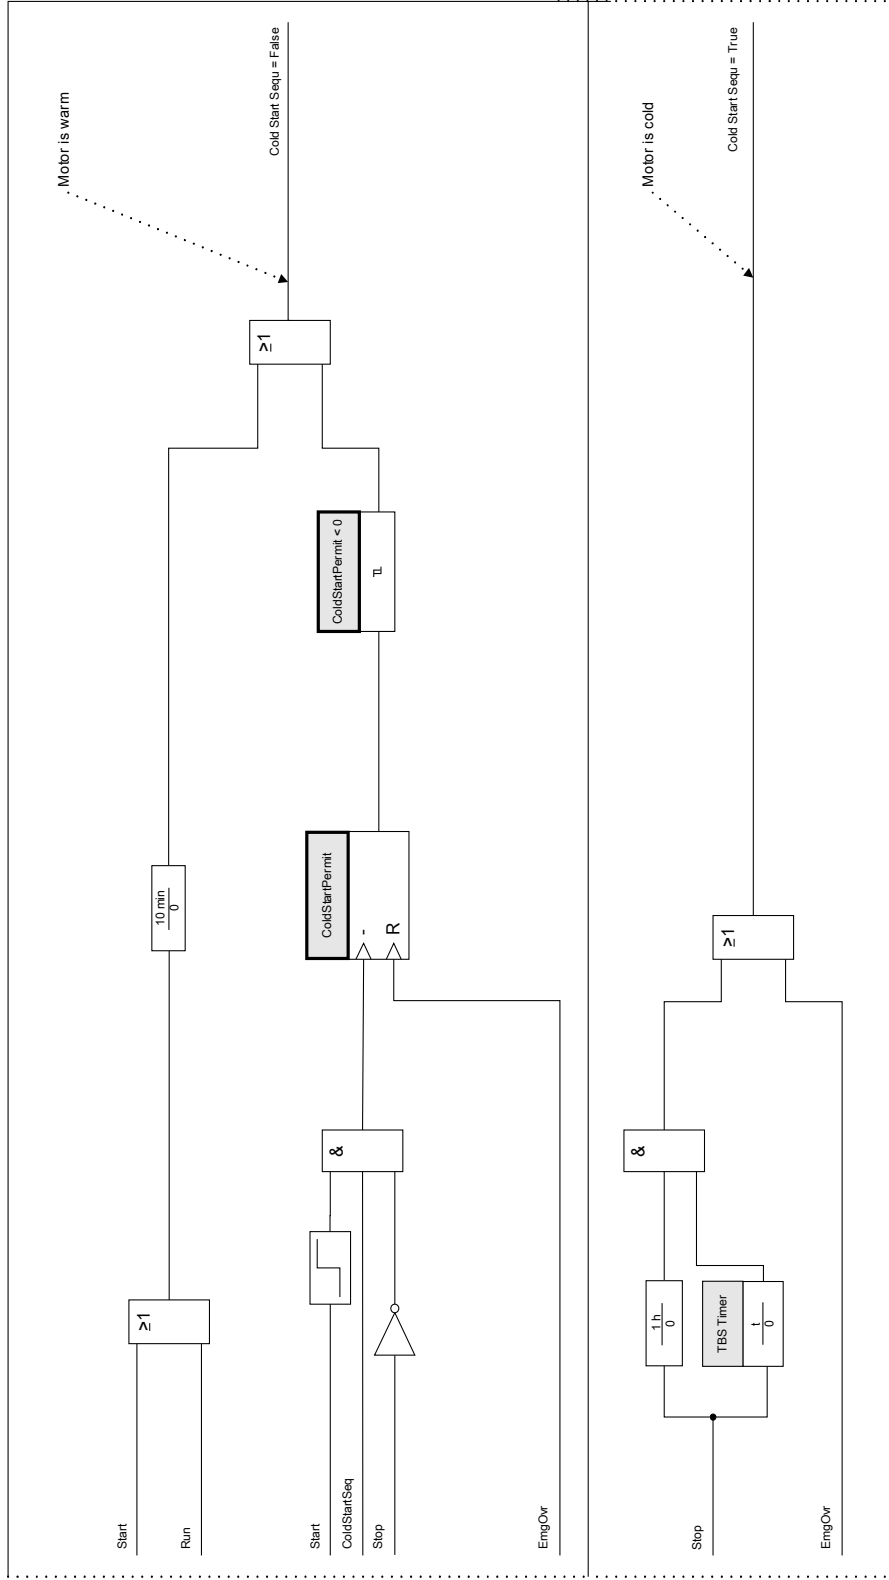 Start
Run
≥1
10 min
0
≥1
Motor is warm
Cold Start Sequ = False
Start
ColdStartSeq
Stop
&
ColdStartPermit
-
R
ColdStartPermit < 0
EmgOvr
Stop
1 h
0
TBS Timer
t
0
&
≥1
Motor is cold
Cold Start Sequ = True
EmgOvr